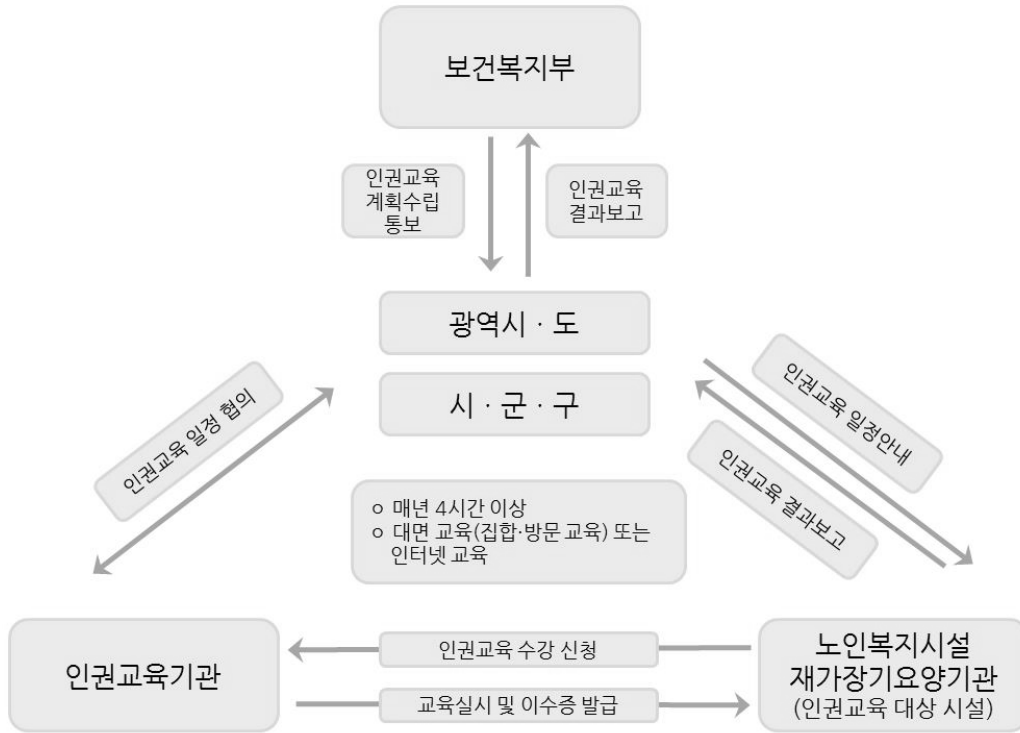 보건복지부
인권교육
계획수립
통보
인권교육
결과보고
광역시 · 도
시 · 군 · 구
인권교육 일정 협의
인권교육 일정안내
인권교육 결과보고
ㅇ 매년 4시간 이상
ㅇ 대면 교육(집합·방문 교육) 또는
인터넷 교육
인권교육기관
인권교육 수강 신청
교육실시 및 이수증 발급
노인복지시설
재가장기요양기관
(인권교육 대상 시설)